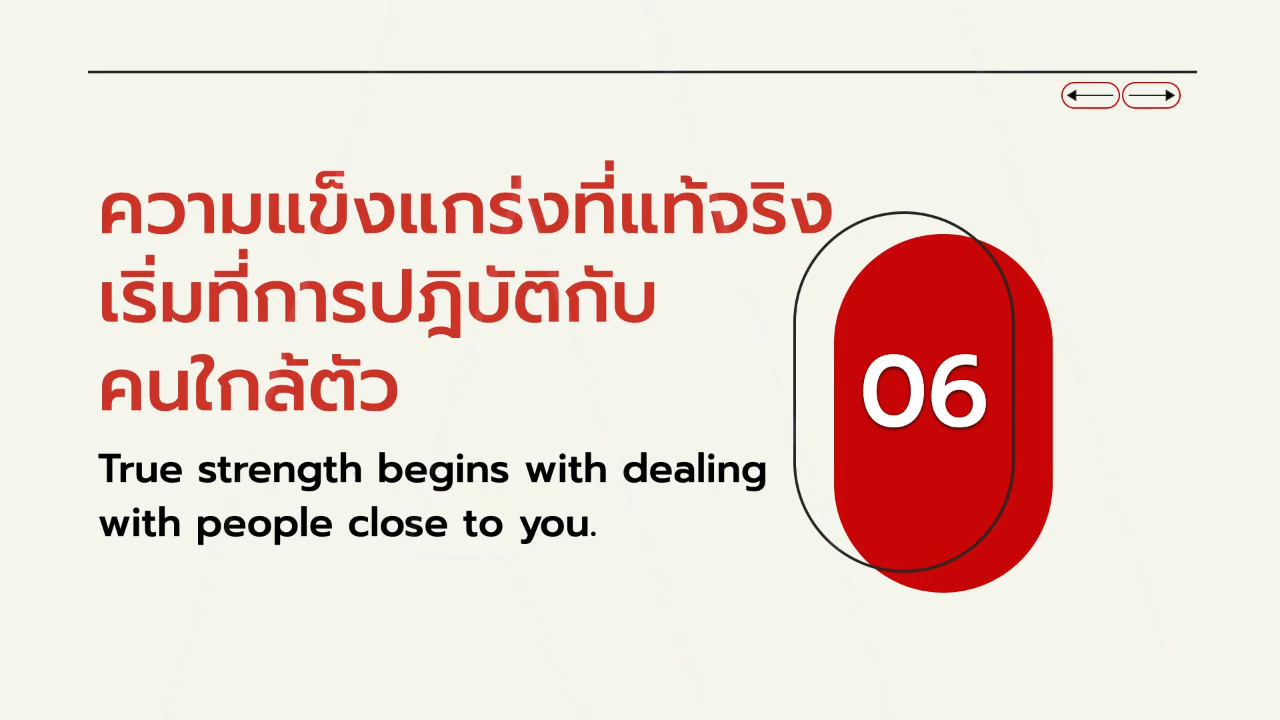 ความแข็งแกร่งที่แท้จริง
เริ่มที่การปฎิบัติกับ
คนใกล้ตัว
True strength begins with dealing
with people close to you.
06